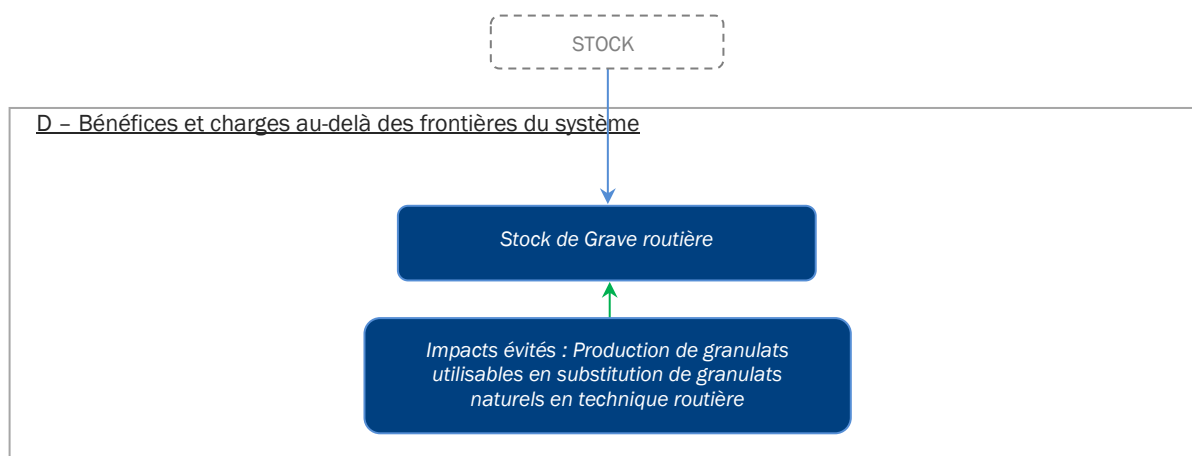 STOCK
D – Bénéfices et charges au-delà des frontières du système
Stock de Grave routière
Impacts évités : Production de granulats
utilisables en substitution de granulats
naturels en technique routière